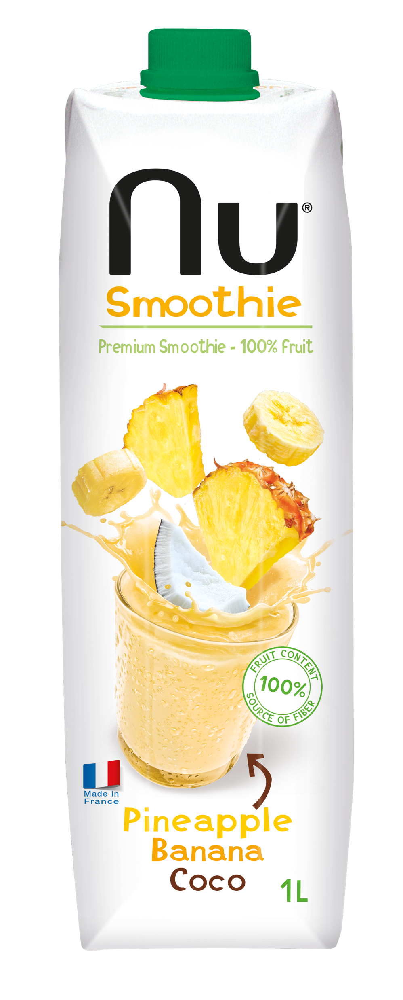 nu®
Smoothie
Premium Smoothie - 100% Fruit
FRUIT CONTENT
100%
SOURCE OF FIBER
Made in
France
Pineapple
Banana
Coco
1L